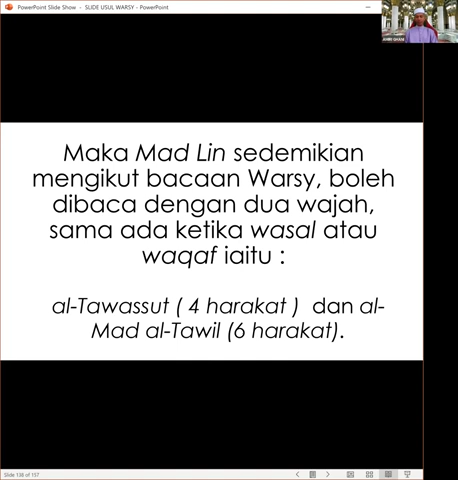 PowerPoint Slide Show - SLIDE USUL WARSY - PowerPoint
Maka Mad Lin sedemikian
mengikut bacaan Warsy, boleh
dibaca dengan dua wajah,
sama ada ketika wasal atau
waqaf iaitu :
al-Tawassut ( 4 harakat ) dan al-
Mad al-Tawil (6 harakat).
Slide 138 of 157